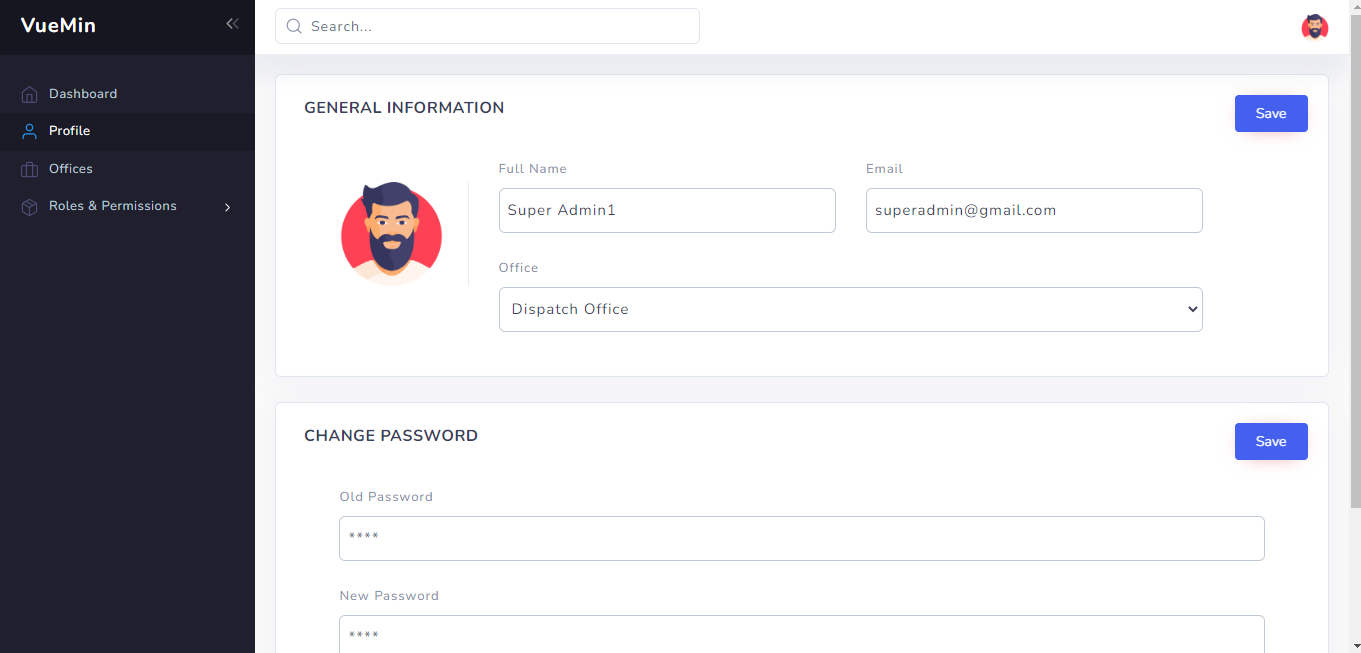 VueMin
Search...
Dashboard
Profile
Offices
Roles & Permissions
GENERAL INFORMATION
Save
Full Name
Email
Super Admin1
superadmin@gmail.com
Office
Dispatch Office
CHANGE PASSWORD
Save
Old Password
****
New Password
****